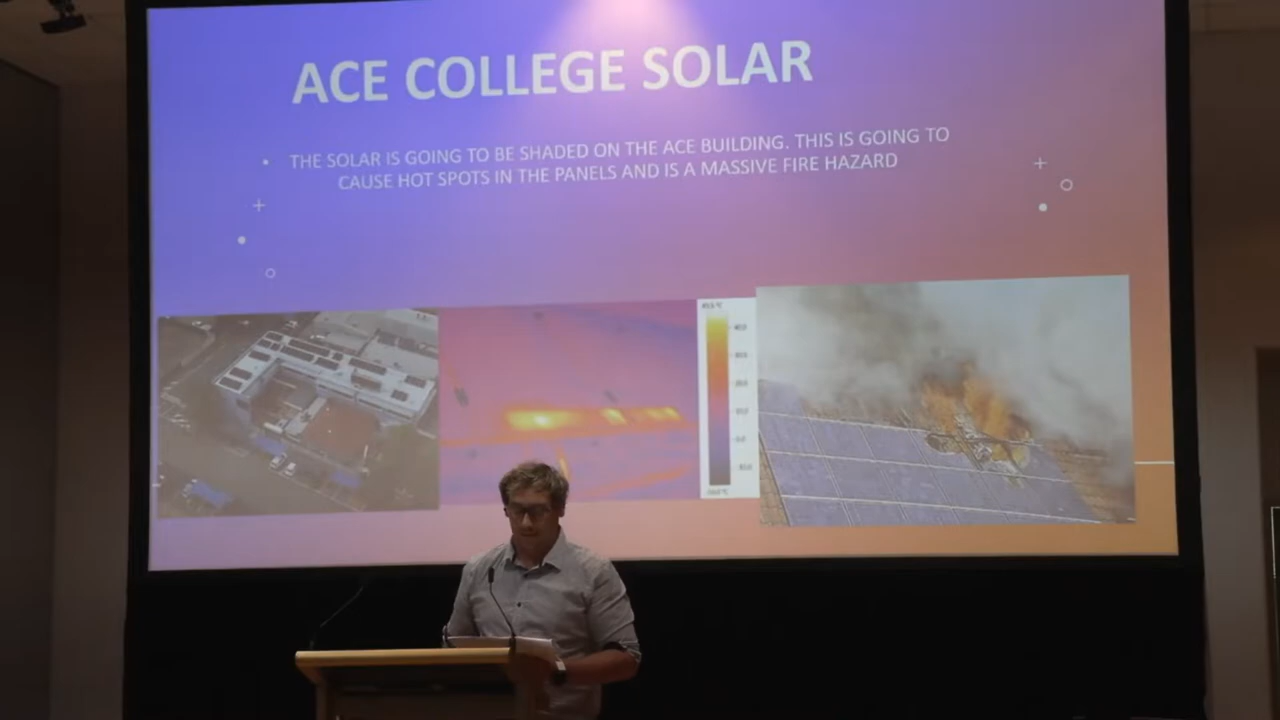 ACE COLLEGE SOLAR
• THE SOLAR IS GOING TO BE SHADED ON THE ACE BUILDING. THIS IS GOING TO
CAUSE HOT SPOTS IN THE PANELS AND IS A MASSIVE FIRE HAZARD